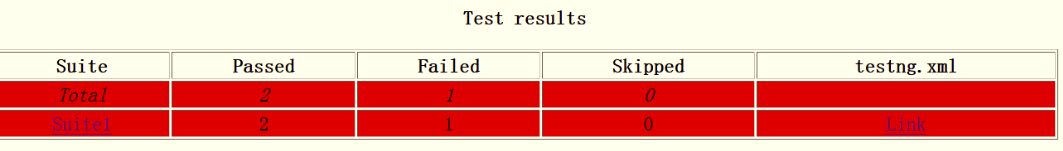 Test results
Suite Passed Failed Skipped testng.xml
Total 2 1 0
Suite1 2 1 0 Link